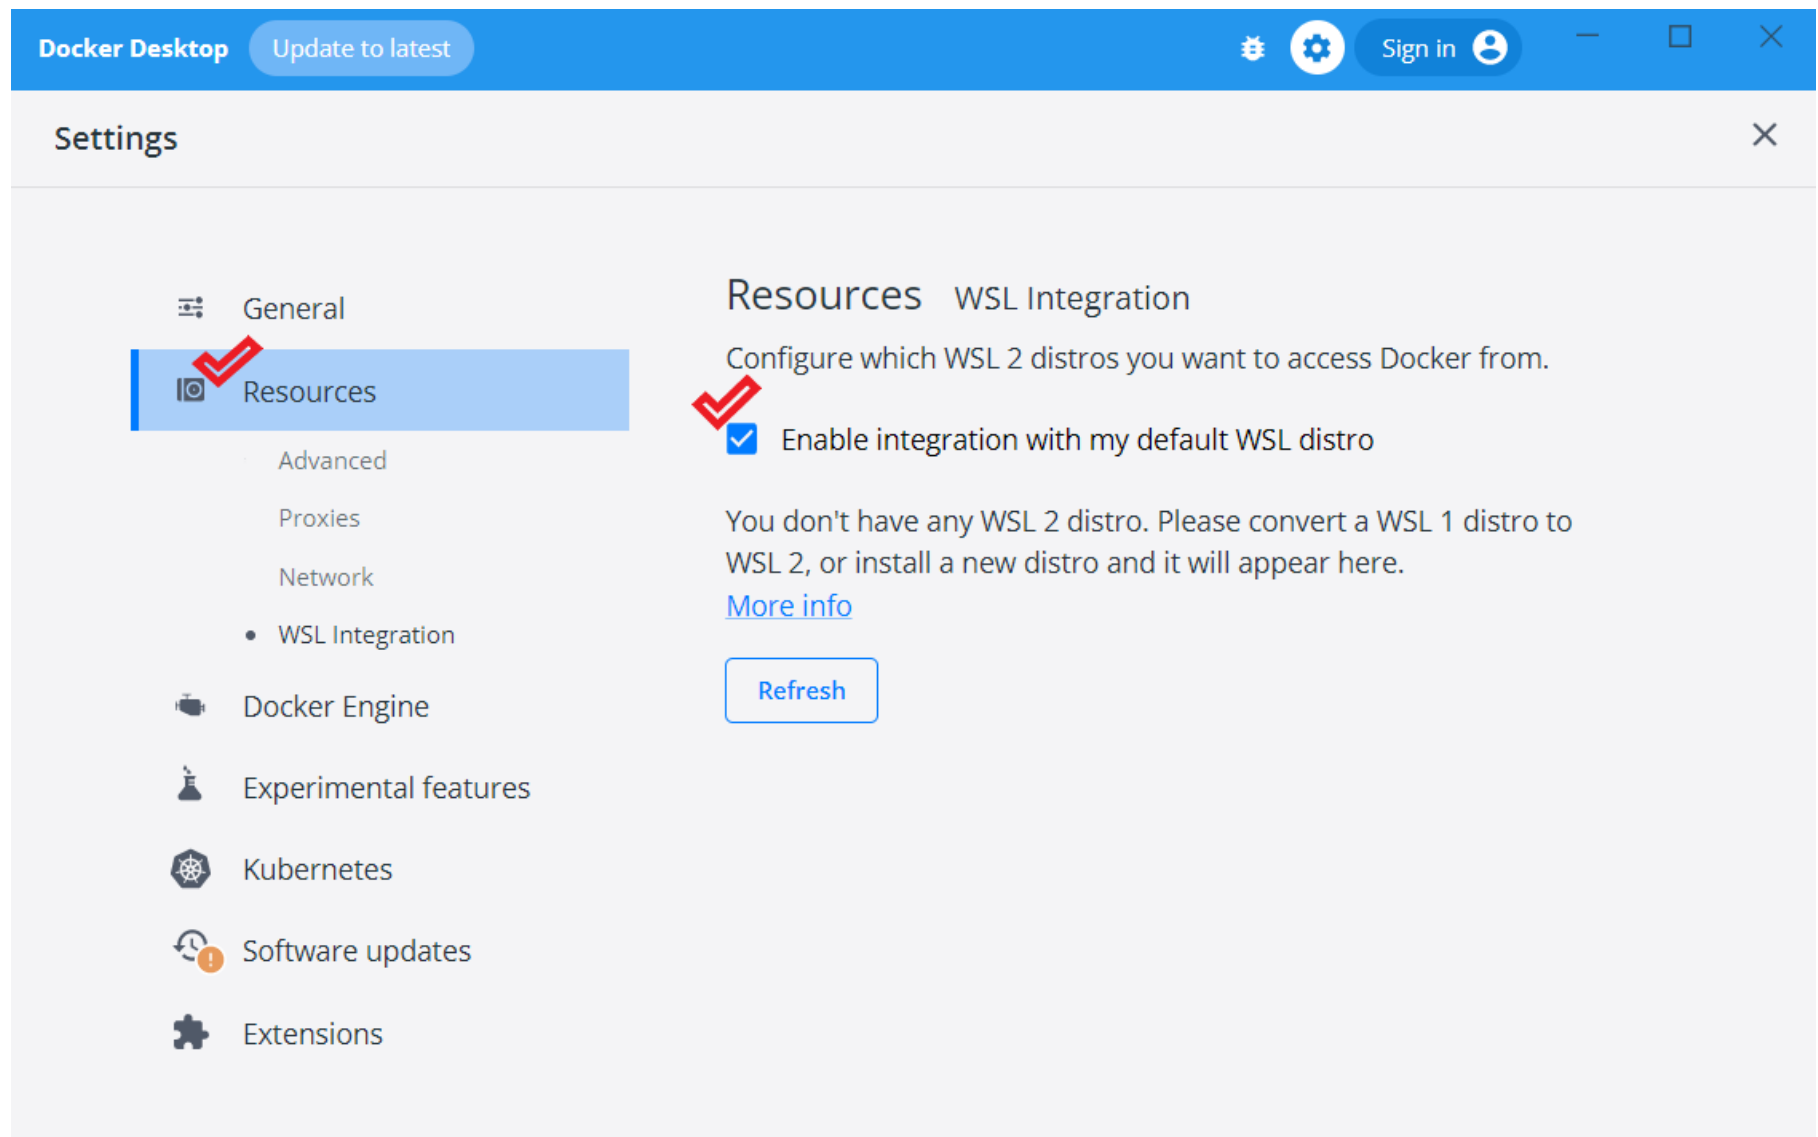 Docker Desktop Update to latest Sign in
Settings
General
Resources
Advanced
Proxies
Network
WSL Integration
Docker Engine
Experimental features
Kubernetes
Software updates
Extensions
Resources WSL Integration
Configure which WSL 2 distros you want to access Docker from.
Enable integration with my default WSL distro
You don't have any WSL 2 distro. Please convert a WSL 1 distro to
WSL 2, or install a new distro and it will appear here.
More info
Refresh